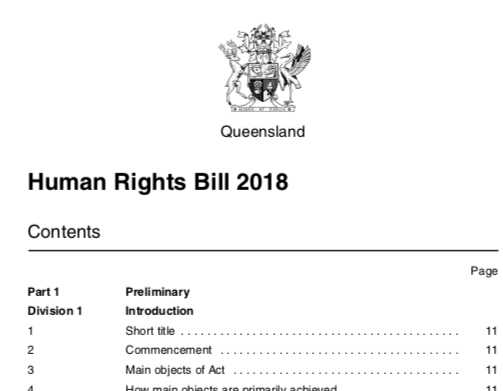 Queensland
Human Rights Bill 2018
Contents
Page
Part 1 Preliminary
Division 1 Introduction
1 Short title . . . . . . . . . . . . . . . . . . . . . . . . . . . . . . . . . . . . . . . . . . 11
2 Commencement . . . . . . . . . . . . . . . . . . . . . . . . . . . . . . . . . . . . 11
3 Main objects of Act . . . . . . . . . . . . . . . . . . . . . . . . . . . . . . . . . . 11
4 How main objects are primarily achieved . . . . . . . . . . . . . . . . . . 11